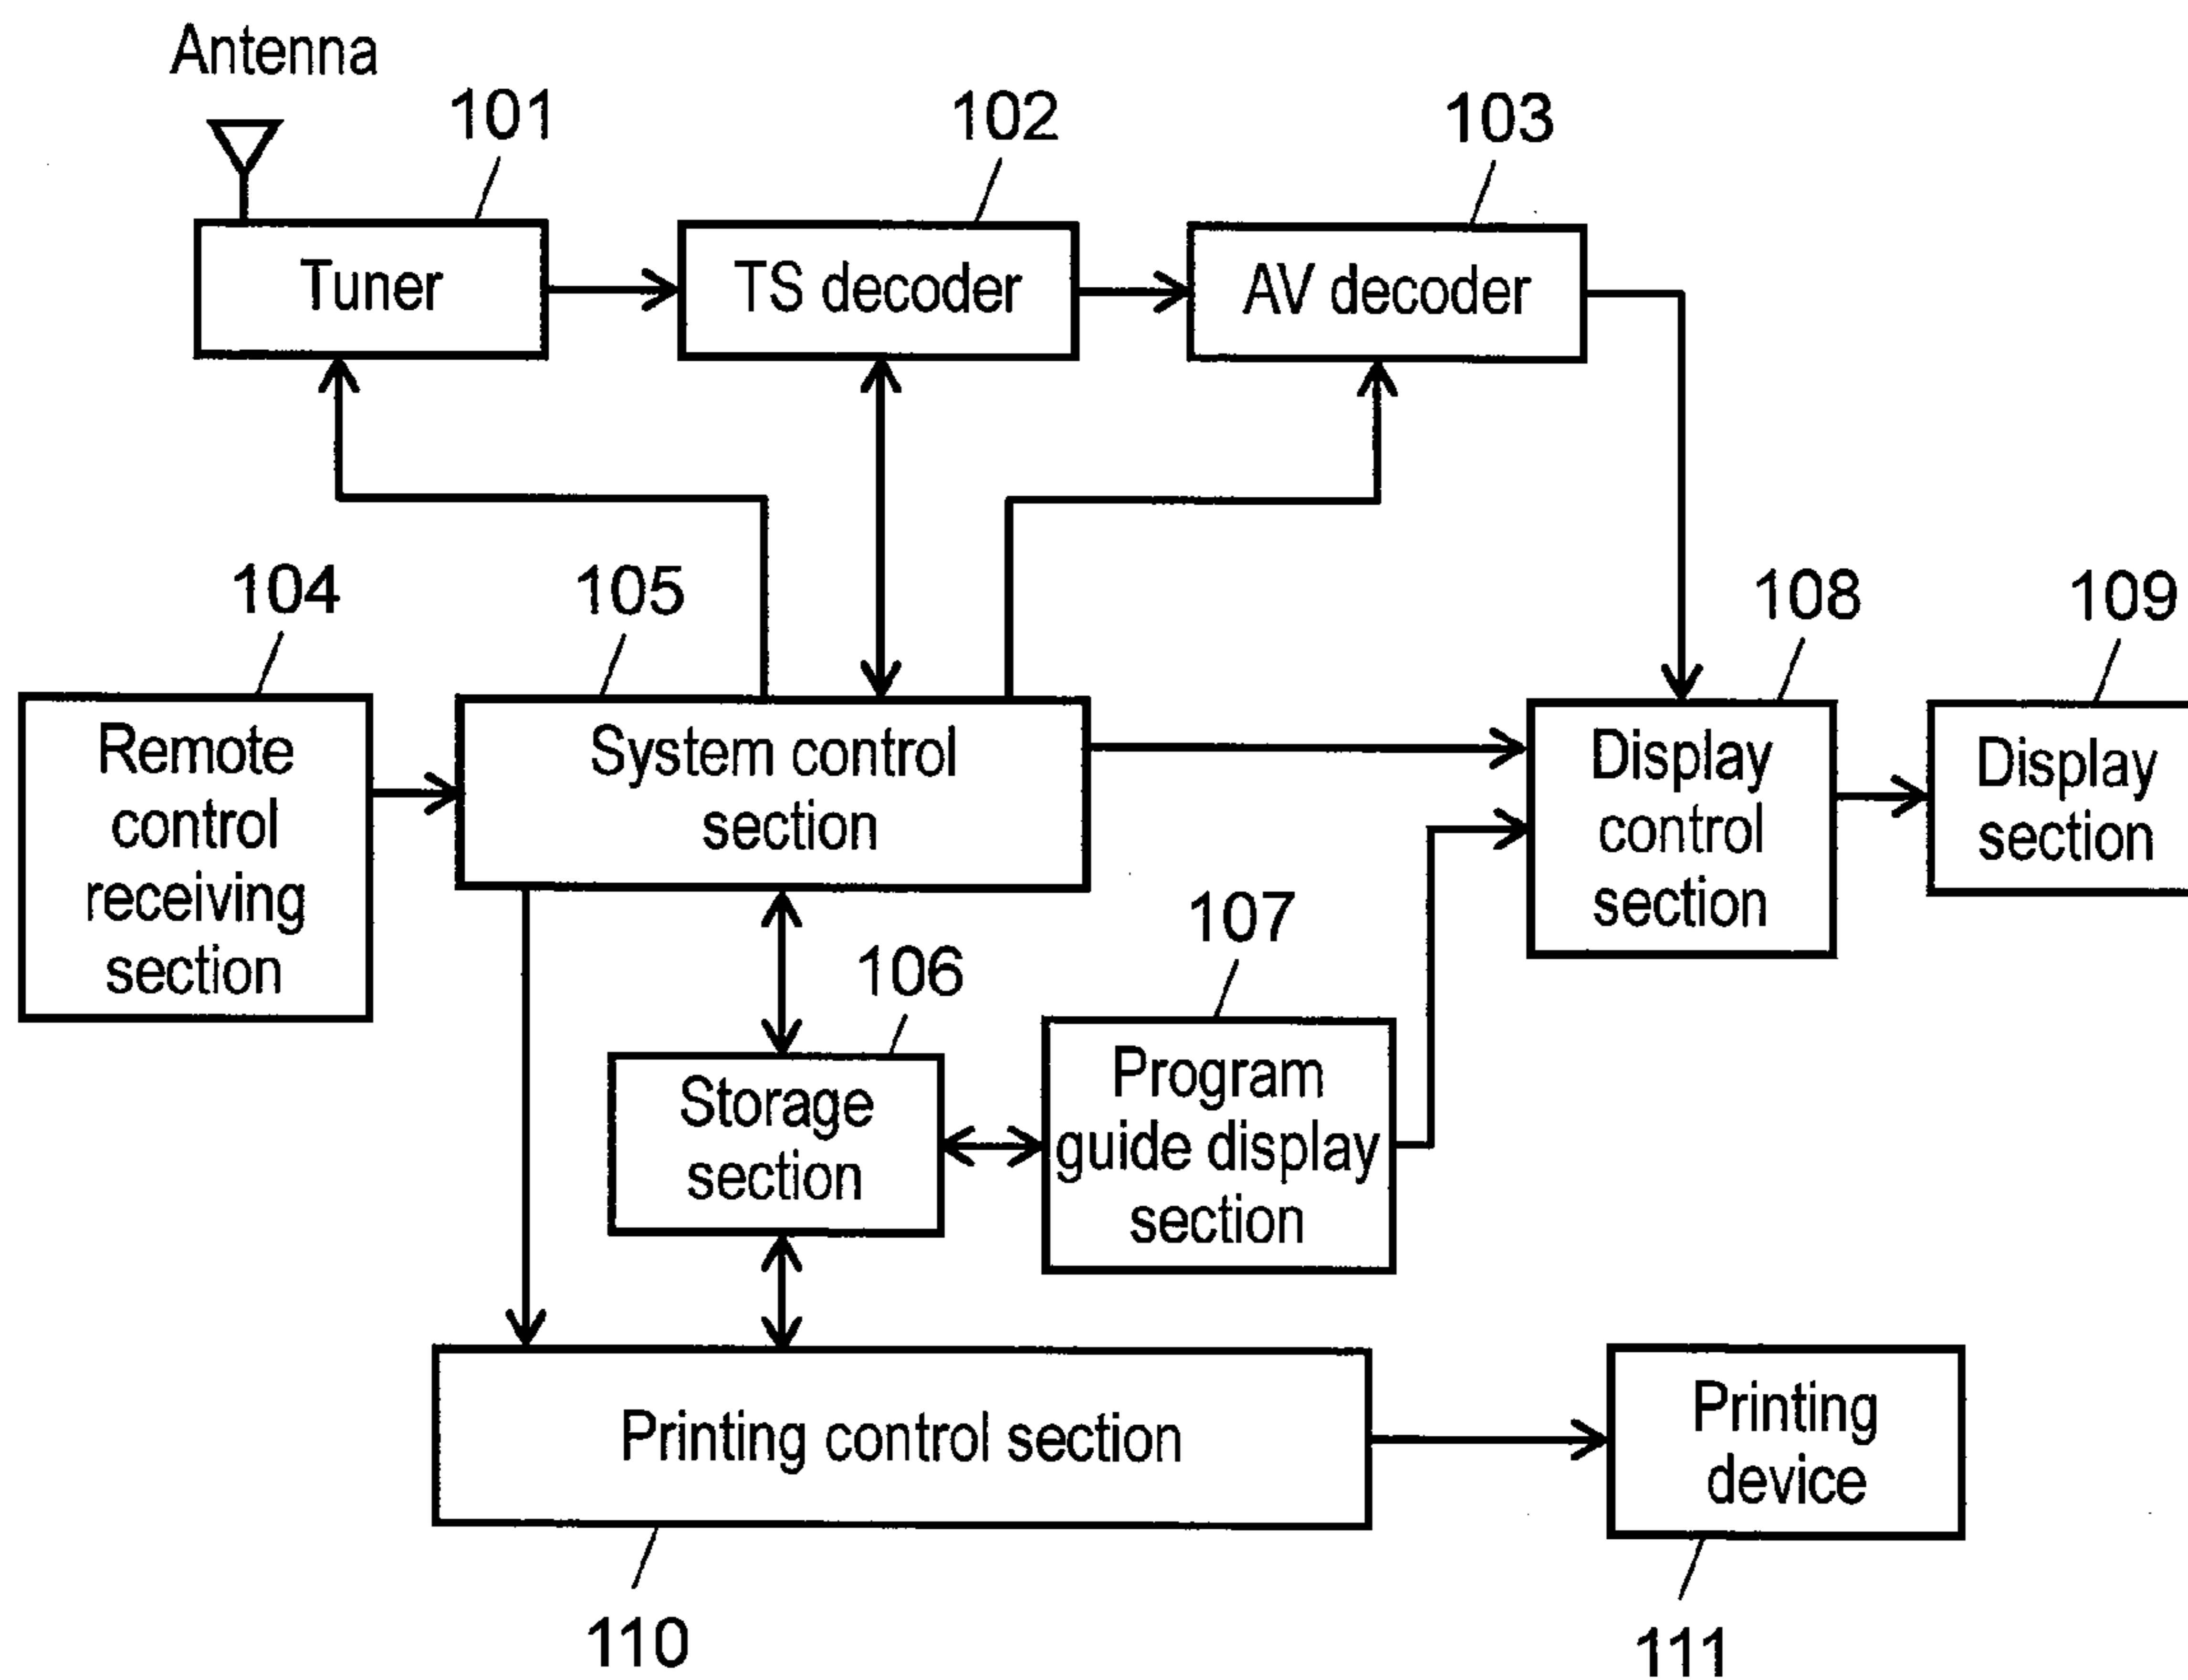 Antenna
101
102
103
Tuner
TS decoder
AV decoder
104
105
108
109
Remote
control
receiving
section
System control
section
Display
control
section
Display
section
106
107
Storage
section
Program
guide display
section
Printing control section
Printing
device
110
111